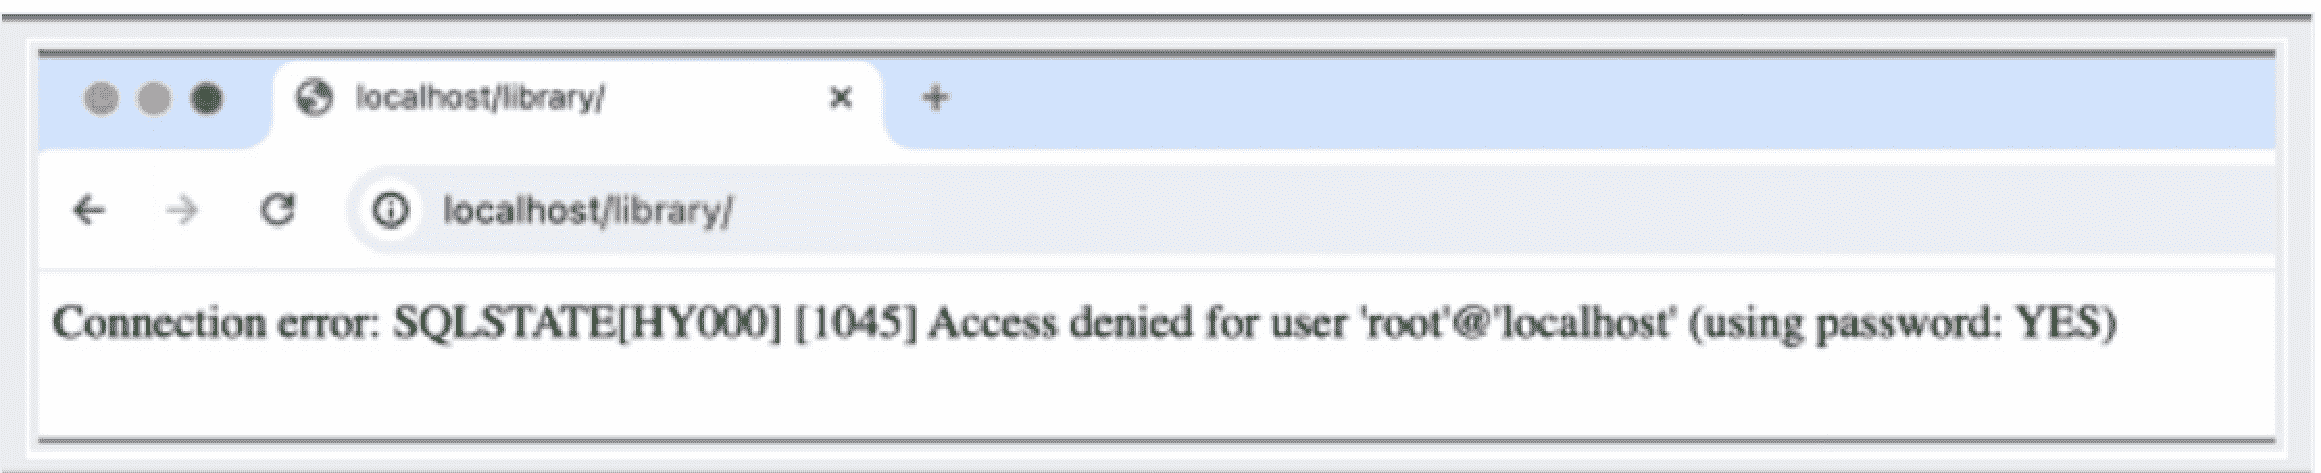 localhost/library/
localhost/library/
Connection error: SQLSTATE[HY000] [1045] Access denied for user 'root'@'localhost' (using password: YES)